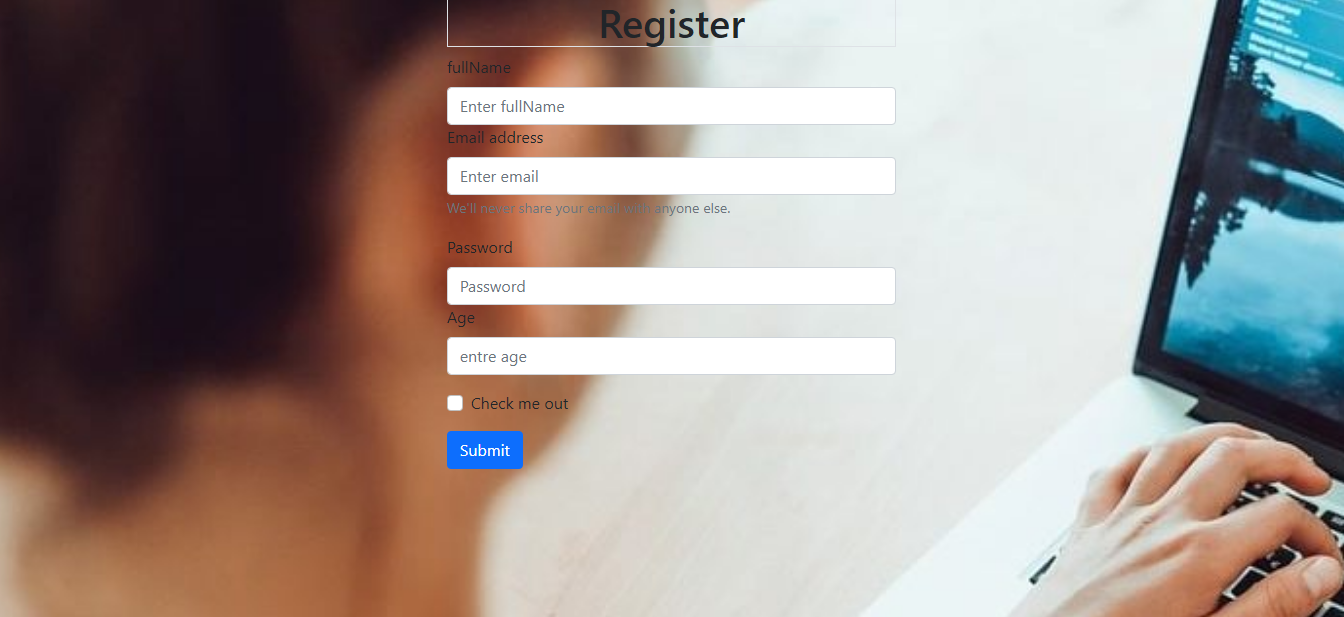 Register
fullName
Enter fullName
Email address
Enter email
We'll never share your email with anyone else.
Password
Password
Age
entre age
Check me out
Submit